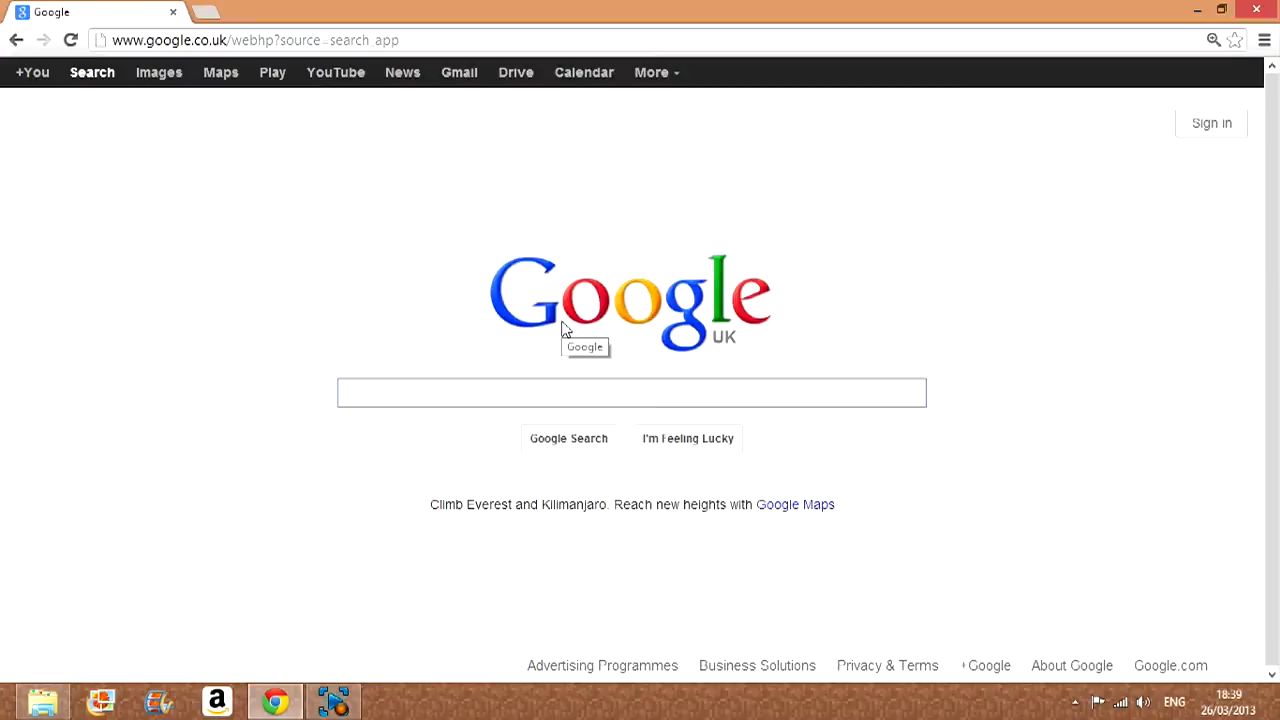 Google
www.google.co.uk/webhp?source=search_app
+You Search Images Maps Play YouTube News Gmail Drive Calendar More
Sign in
Google
UK
Google
Google Search I'm Feeling Lucky
Climb Everest and Kilimanjaro. Reach new heights with Google Maps
Advertising Programmes Business Solutions Privacy & Terms +Google About Google Google.com
a
ENG
18:39
26/03/2013